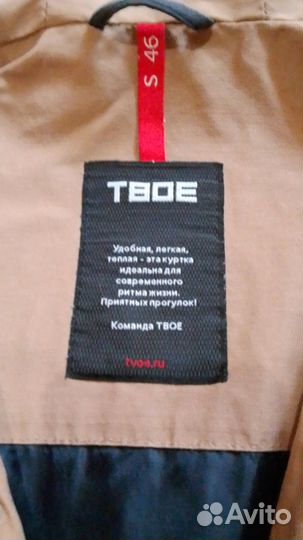 S 46
ТВОЕ
Удобная, легкая,
теплая - эта куртка
идеальна для
современного
ритма жизни.
Приятных прогулок!
Команда ТВОЕ
tvoe.ru
Avito